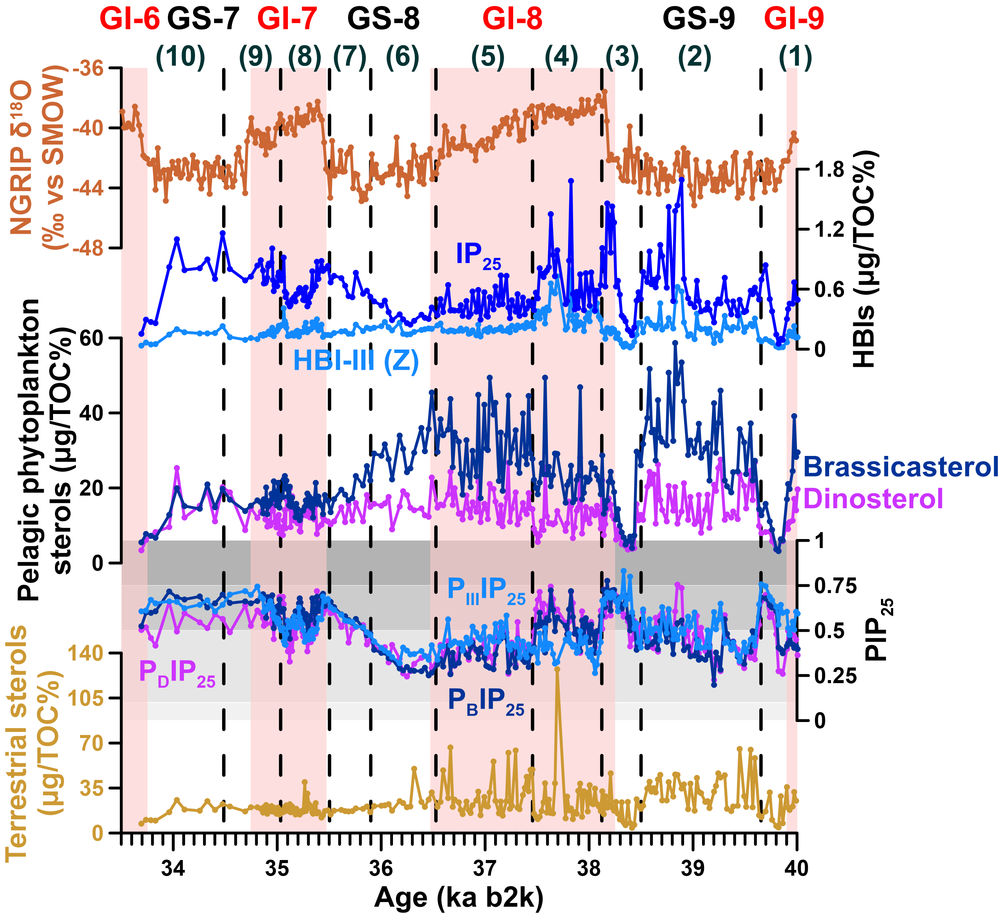 GI-6 GS-7 GI-7 GS-8 GI-8 GS-9 GI-9
(10) (9) (8) (7) (6) (5) (4) (3) (2) (1)
NGRIP δ¹⁸O
(‰ vs SMOW)
-36
-40
-44
-48
HBIs (µg/TOC%)
1.8
1.2
0.6
0
IP₂₅
HBI-III (Z)
Pelagic phytoplankton
sterols (µg/TOC%)
60
40
20
0
Brassicasterol
Dinosterol
PIP₂₅
1
0.75
0.5
0.25
0
PIIIIP₂₅
PDIP₂₅
PBIP₂₅
Terrestrial sterols
(µg/TOC%)
140
105
70
35
0
34 35 36 37 38 39 40
Age (ka b2k)